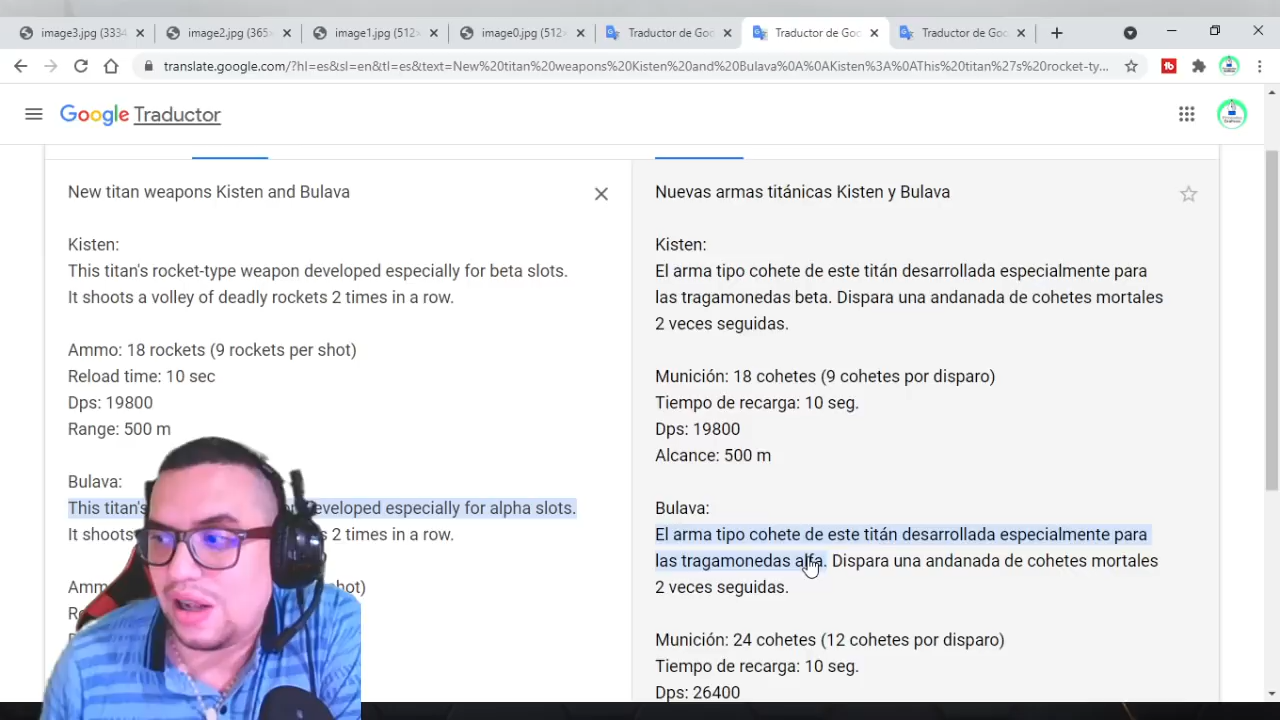 image3.jpg (3334
image2.jpg (365×
image1.jpg (512×
image0.jpg (512×
Traductor de Goo
Traductor de Goo
Traductor de Goo
translate.google.com/?hl=es&sl=en&tl=es&text=New%20titan%20weapons%20Kisten%20and%20Bulava%0A%0AKisten%3A%0AThis%20titan%27s%20rocket-ty...
Google Traductor
New titan weapons Kisten and Bulava
Kisten:
This titan's rocket-type weapon developed especially for beta slots.
It shoots a volley of deadly rockets 2 times in a row.
Ammo: 18 rockets (9 rockets per shot)
Reload time: 10 sec
Dps: 19800
Range: 500 m
Bulava:
This titan's developed especially for alpha slots.
It shoots 2 times in a row.
Ammo
Nuevas armas titánicas Kisten y Bulava
Kisten:
El arma tipo cohete de este titán desarrollada especialmente para
las tragamonedas beta. Dispara una andanada de cohetes mortales
2 veces seguidas.
Munición: 18 cohetes (9 cohetes por disparo)
Tiempo de recarga: 10 seg.
Dps: 19800
Alcance: 500 m
Bulava:
El arma tipo cohete de este titán desarrollada especialmente para
las tragamonedas alfa. Dispara una andanada de cohetes mortales
2 veces seguidas.
Munición: 24 cohetes (12 cohetes por disparo)
Tiempo de recarga: 10 seg.
Dps: 26400